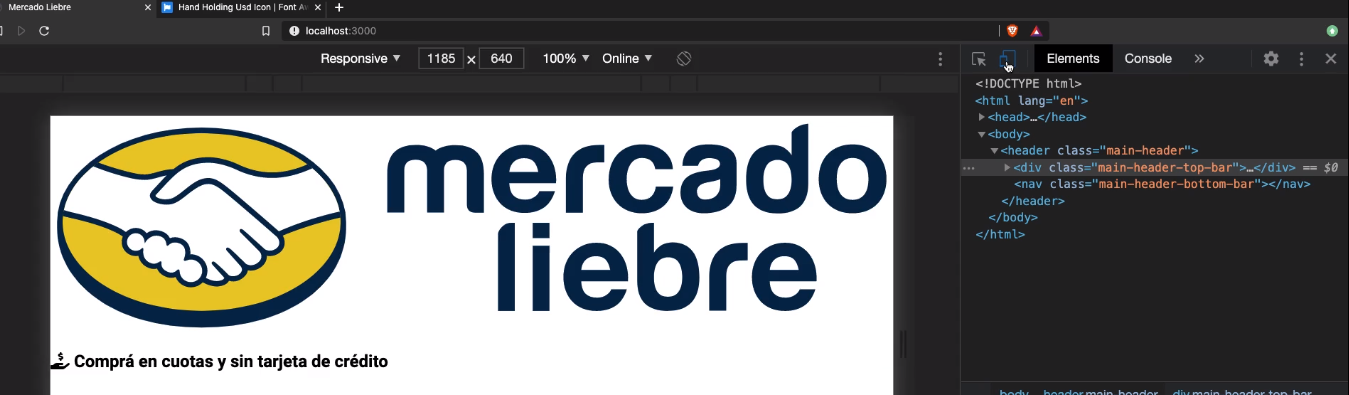 Mercado Liebre
Hand Holding Usd Icon | Font Aw
localhost:3000
Responsive 1185 x 640 100% Online
Elements Console
<!DOCTYPE html>
<html lang="en">
<head>…</head>
<body>
<header class="main-header">
<div class="main-header-top-bar">…</div> == $0
<nav class="main-header-bottom-bar"></nav>
</header>
</body>
</html>
body header.main-header div.main-header-top-bar
mercado
liebre
$
Comprá en cuotas y sin tarjeta de crédito